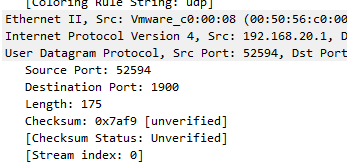 [Coloring Rule String: udp]
Ethernet II, Src: Vmware_c0:00:08 (00:50:56:c0:00
Internet Protocol Version 4, Src: 192.168.20.1, D
User Datagram Protocol, Src Port: 52594, Dst Port
Source Port: 52594
Destination Port: 1900
Length: 175
Checksum: 0x7af9 [unverified]
[Checksum Status: Unverified]
[Stream index: 0]